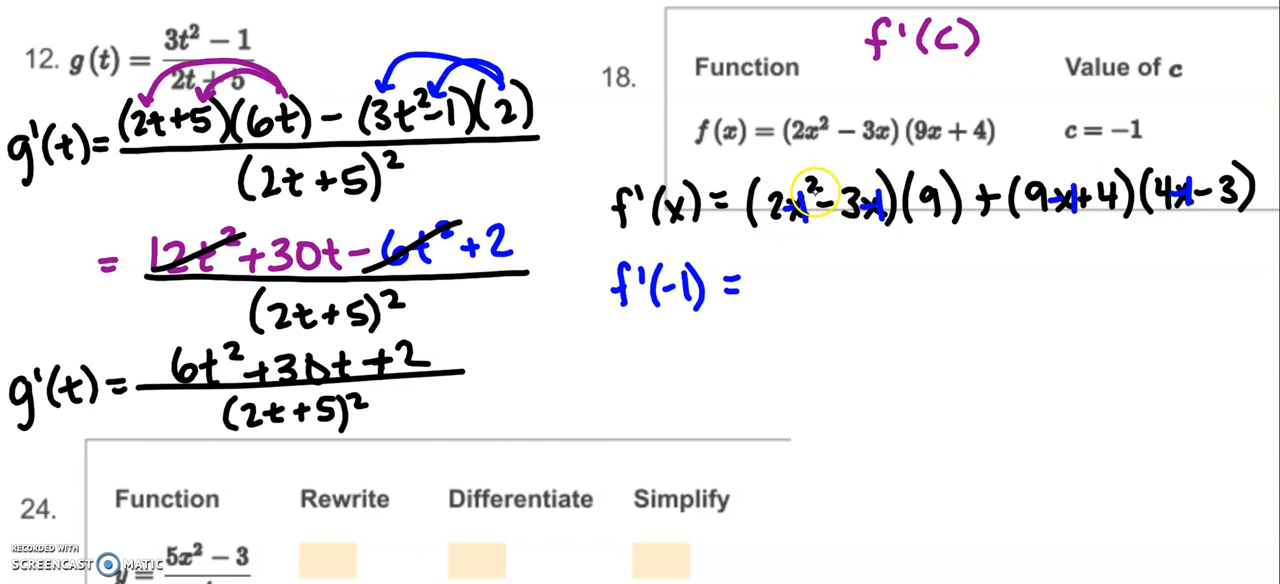 12. g(t) = (3t² − 1)/(2t + 5)
g'(t) = ((2t+5)(6t) − (3t²-1)(2))/(2t+5)²
= (12t² + 30t − 6t² + 2)/(2t+5)²
g'(t) = (6t² + 30t + 2)/(2t+5)²
f'(c)
18. Function Value of c
f(x) = (2x² − 3x)(9x + 4) c = −1
f'(x) = (2x² − 3x)(9) + (9x+4)(4x−3)
f'(-1) =
24. Function Rewrite Differentiate Simplify
y = 5x² − 3
RECORDED WITH
SCREENCAST MATIC